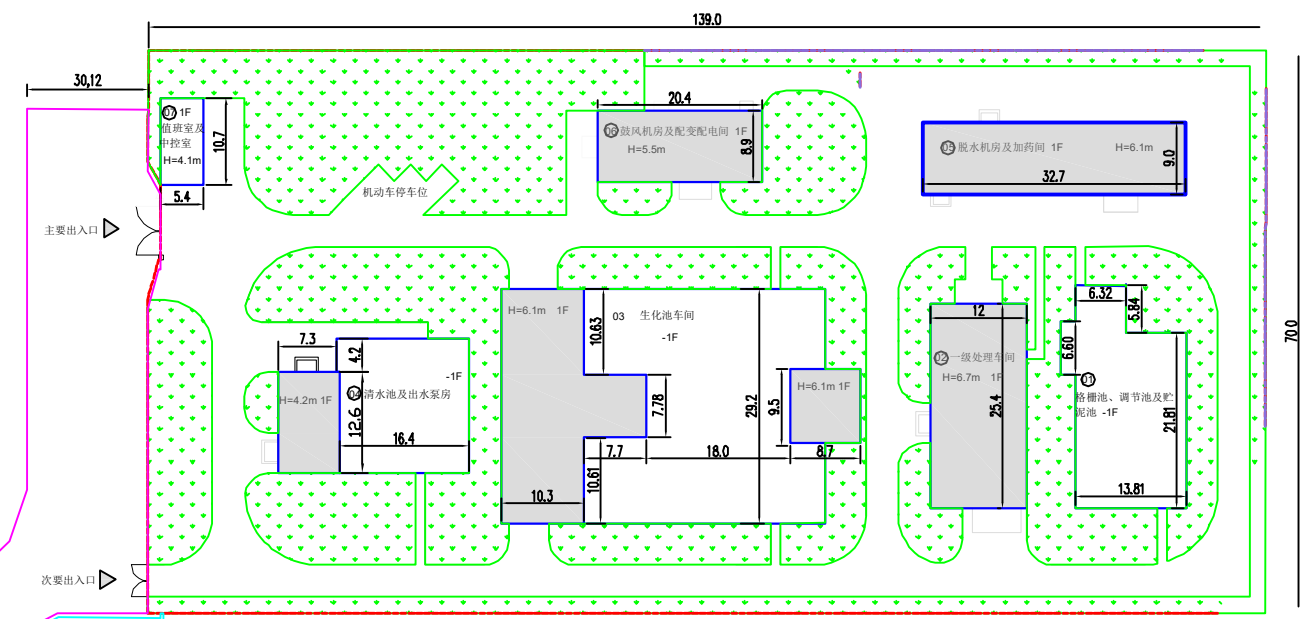 139.0
30,12
07 1F
值班室及
中控室
H=4.1m
10.7
5.4
机动车停车位
20.4
06 鼓风机房及配变配电间 1F
H=5.5m
8.9
05 脱水机房及加药间 1F
H=6.1m
9.0
32.7
主要出入口
70.0
7.3
4.2
-1F
H=4.2m 1F
04 清水池及出水泵房
12.6
16.4
H=6.1m 1F
10.63
03 生化池车间
-1F
7.78
7.7
18.0
10.61
10.3
29.2
9.5
H=6.1m 1F
8.7
12
02 一级处理车间
H=6.7m 1F
25.4
6.32
5.84
6.60
01
格栅池、调节池及贮
泥池 -1F
21.81
13.81
次要出入口